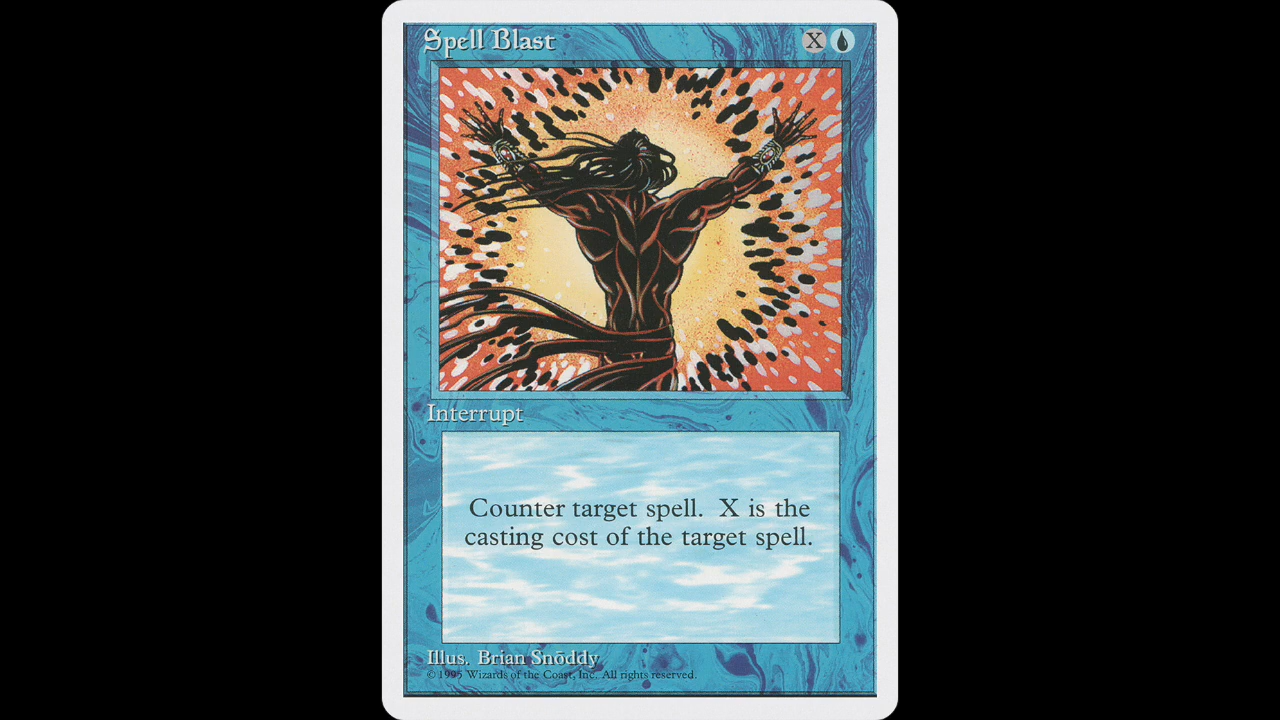 Spell Blast X
Interrupt
Counter target spell. X is the
casting cost of the target spell.
Illus. Brian Snōddy
© 1995 Wizards of the Coast, Inc. All rights reserved.